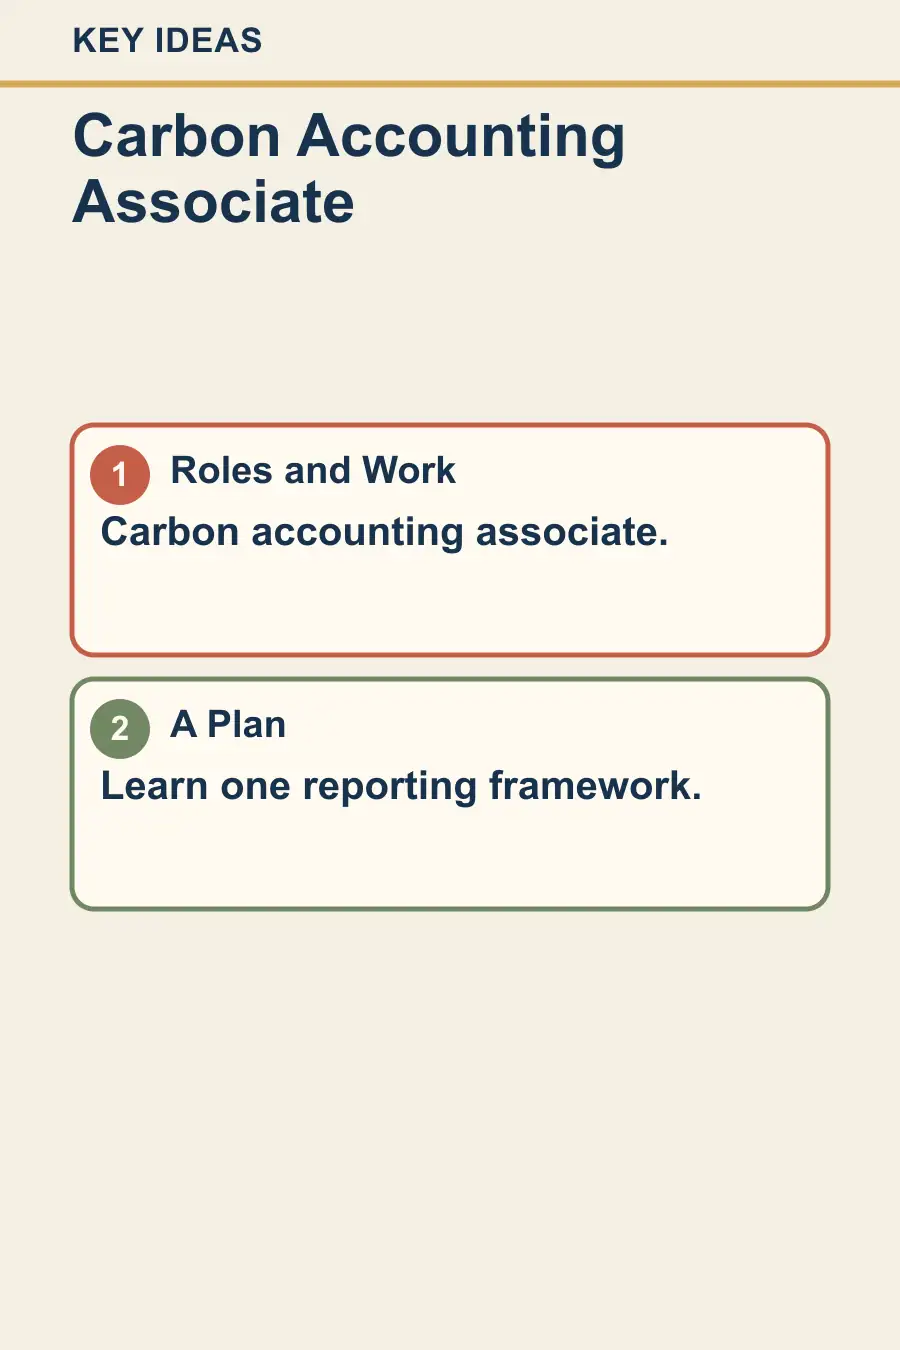 KEY IDEAS
Carbon Accounting
Associate
1 Roles and Work
Carbon accounting associate.
2 A Plan
Learn one reporting framework.